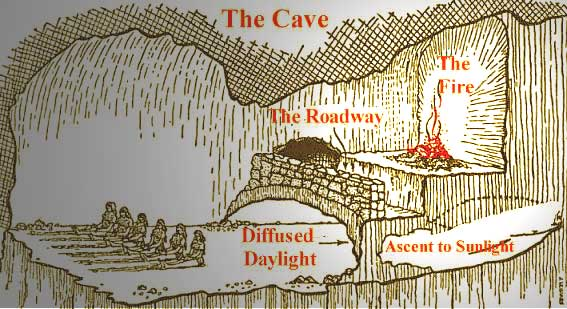 The Cave
The
Fire
The Roadway
Diffused
Daylight
Ascent to Sunlight